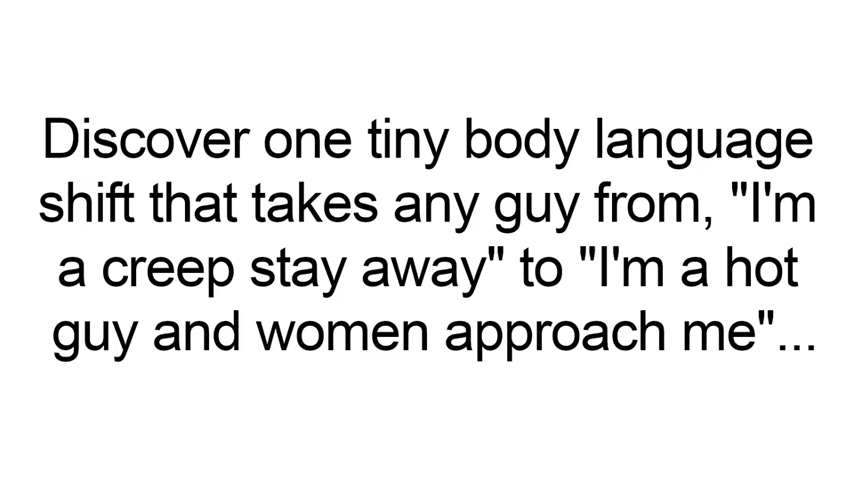 Discover one tiny body language
shift that takes any guy from, "I'm
a creep stay away" to "I'm a hot
guy and women approach me"...